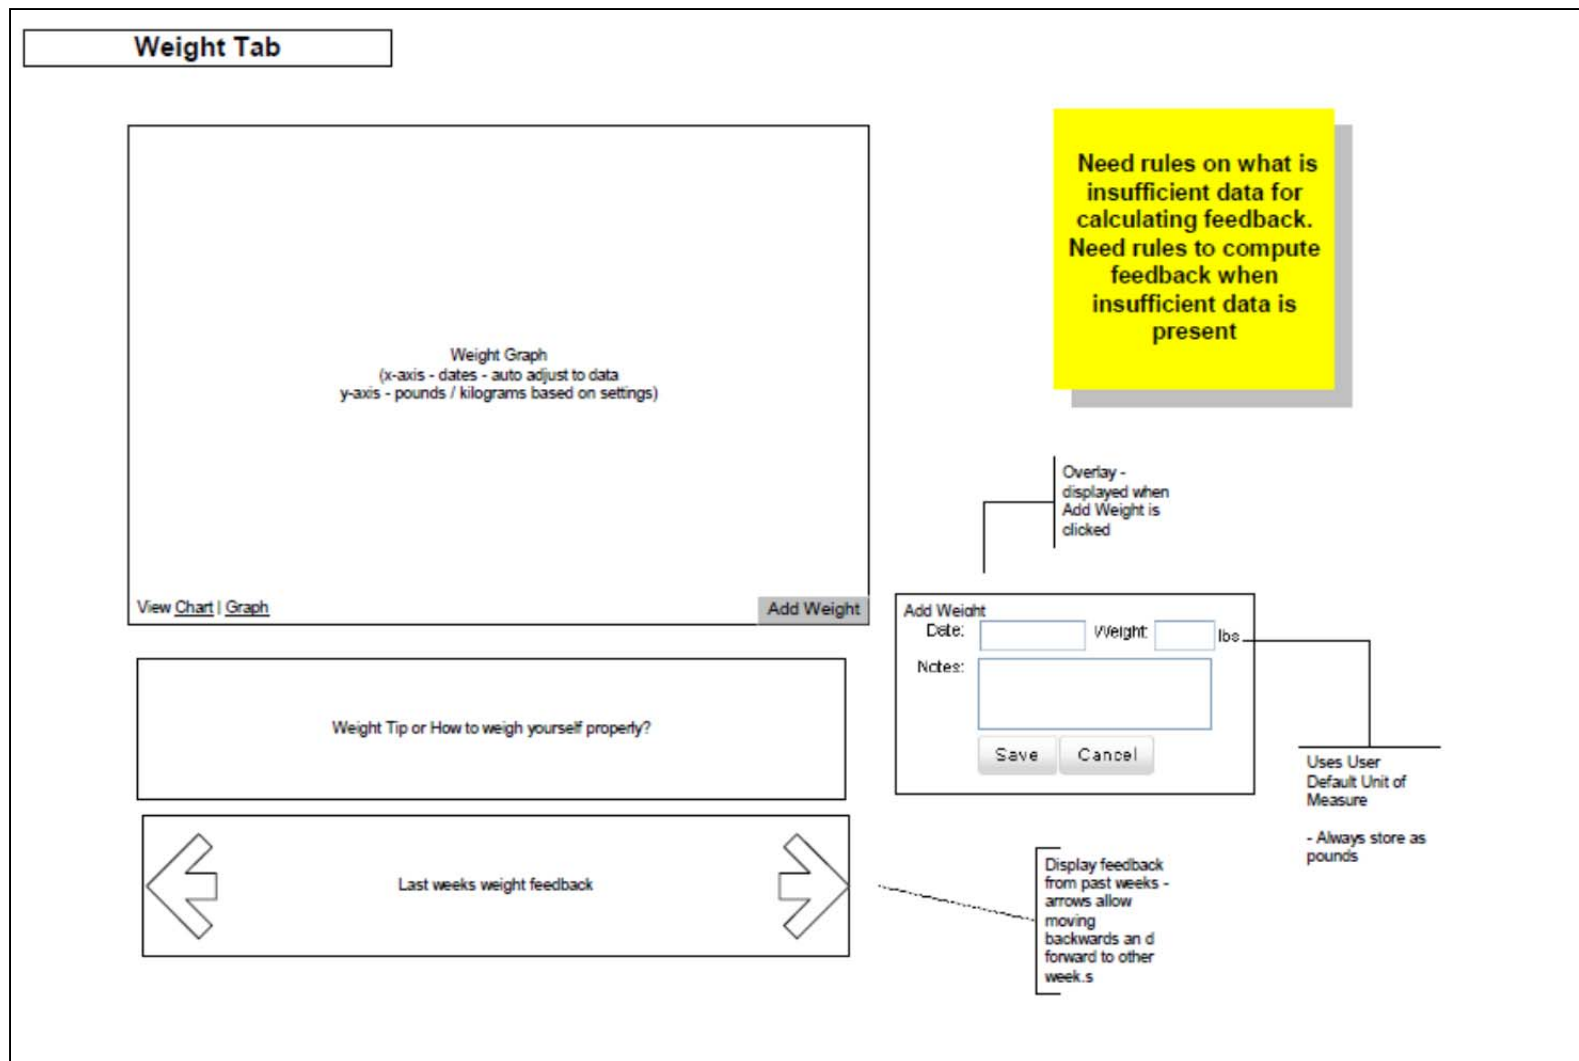 Weight Tab
Need rules on what is
insufficient data for
calculating feedback.
Need rules to compute
feedback when
insufficient data is
present
Weight Graph
(x-axis - dates - auto adjust to data
y-axis - pounds / kilograms based on settings)
View Chart | Graph
Add Weight
Overlay -
displayed when
Add Weight is
clicked
Add Weight
Date:
Weight:
lbs
Notes:
Save
Cancel
Uses User
Default Unit of
Measure
- Always store as
pounds
Weight Tip or How to weigh yourself properly?
Last weeks weight feedback
Display feedback
from past weeks -
arrows allow
moving
backwards an d
forward to other
week.s